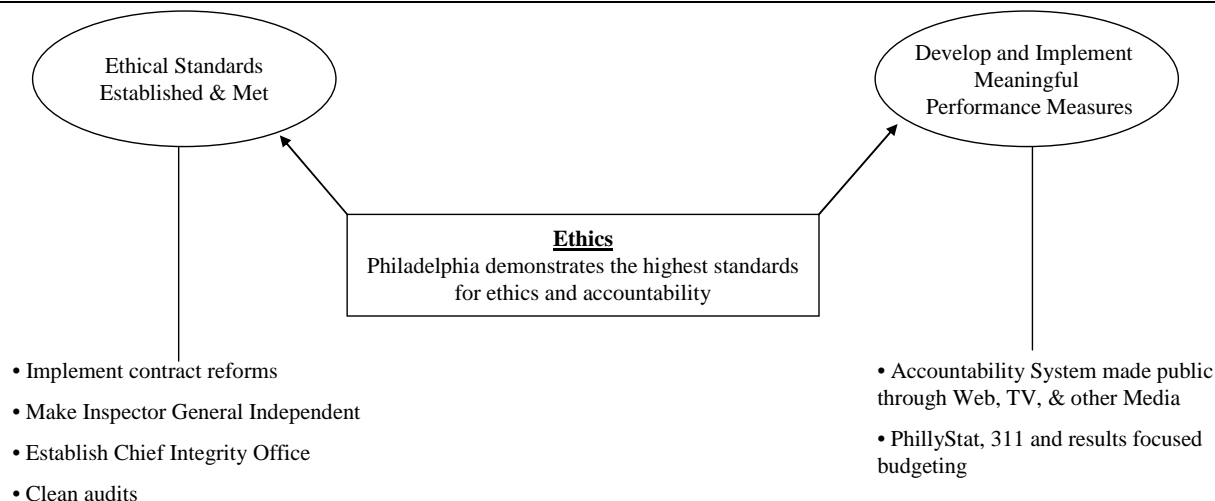 Ethical Standards
Established & Met
Develop and Implement
Meaningful
Performance Measures
Ethics
Philadelphia demonstrates the highest standards
for ethics and accountability
• Implement contract reforms
• Make Inspector General Independent
• Establish Chief Integrity Office
• Clean audits
• Accountability System made public
through Web, TV, & other Media
• PhillyStat, 311 and results focused
budgeting